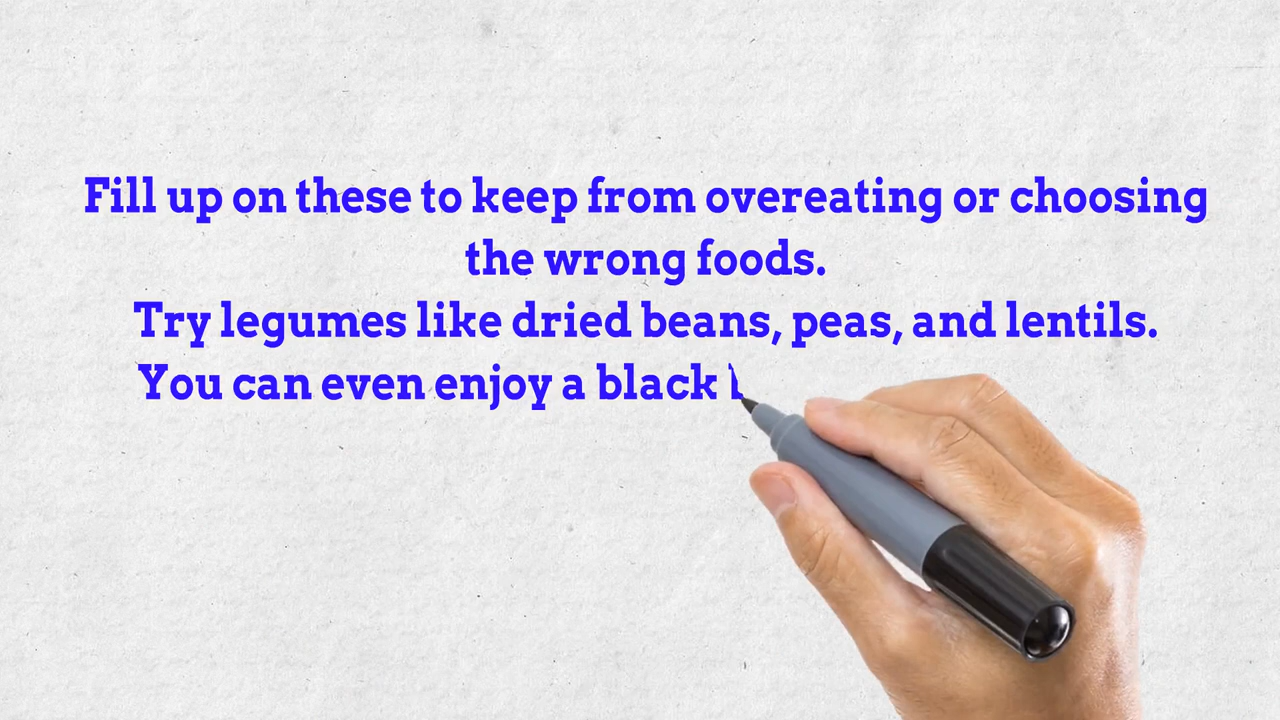 Fill up on these to keep from overeating or choosing
the wrong foods.
Try legumes like dried beans, peas, and lentils.
You can even enjoy a black